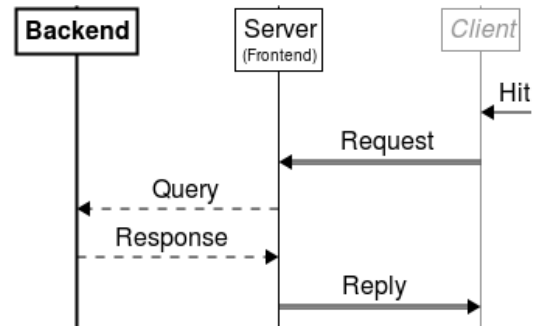 Backend
Server
(Frontend)
Client
Hit
Request
Query
Response
Reply